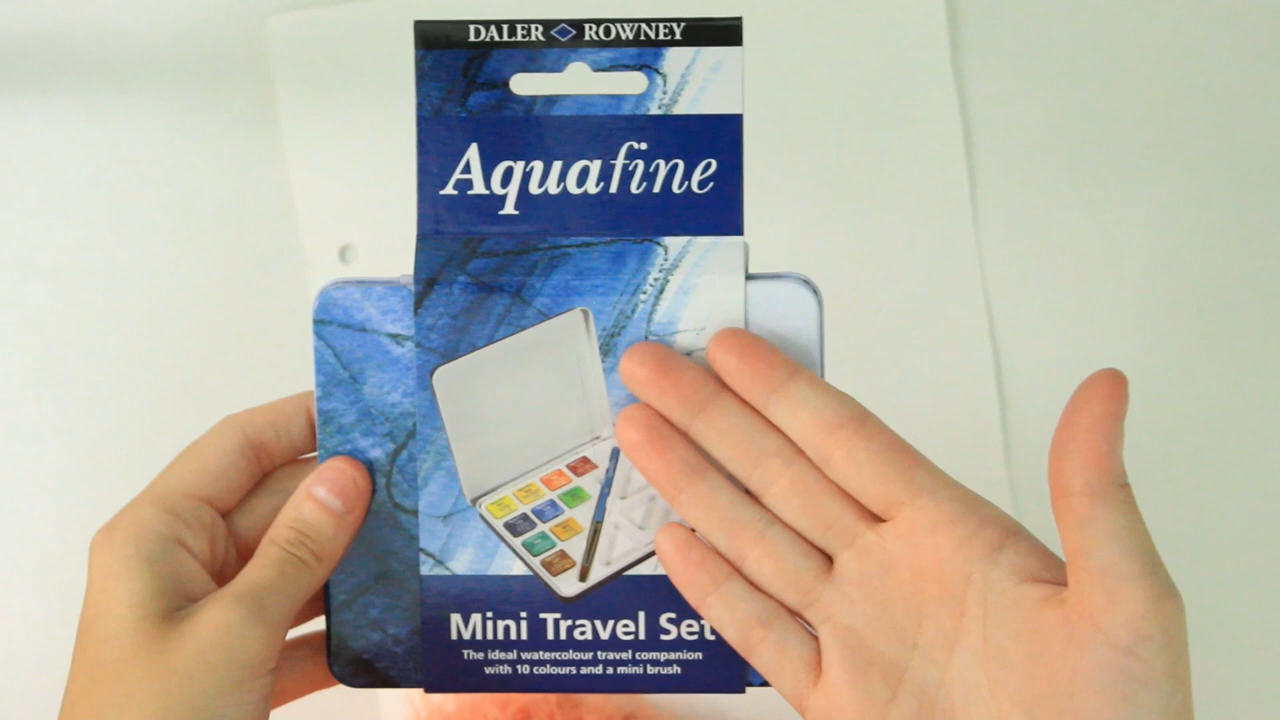 DALER ROWNEY
Aquafine
Mini Travel Set
The ideal watercolour travel companion
with 10 colours and a mini brush